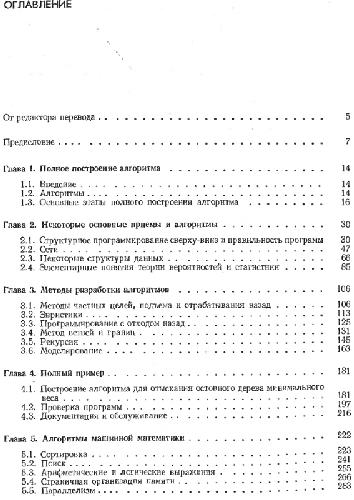 ОГЛАВЛЕНИЕ
От редактора перевода . . . 5
Предисловие . . . 7
Глава 1. Полное построение алгоритма . . . 14
1.1. Введение . . . 14
1.2. Алгоритмы . . . 14
1.3. Основные этапы полного построения алгоритма . . . 16
Глава 2. Некоторые основные приемы и алгоритмы . . . 30
2.1. Структурное программирование сверху-вниз и правильность программ 30
2.2. Сети . . . 47
2.3. Некоторые структуры данных . . . 66
2.4. Элементарные понятия теории вероятностей и статистики . . . 85
Глава 3. Методы разработки алгоритмов . . . 106
3.1. Методы частных целей, подъема и отрабатывания назад . . . 106
3.2. Эвристики . . . 113
3.3. Программирование с отходом назад . . . 125
3.4. Метод ветвей и границ . . . 131
3.5. Рекурсия . . . 145
3.6. Моделирование . . . 163
Глава 4. Полный пример . . . 181
4.1. Построение алгоритма для отыскания остовного дерева минимального
веса . . . 181
4.2. Проверка программ . . . 197
4.3. Документация и обслуживание . . . 216
Глава 5. Алгоритмы машинной математики . . . 222
5.1. Сортировка . . . 223
5.2. Поиск . . . 241
5.3. Арифметические и логические выражения . . . 255
5.4. Страничная организация памяти . . . 266
5.5. Параллелизм . . . 283